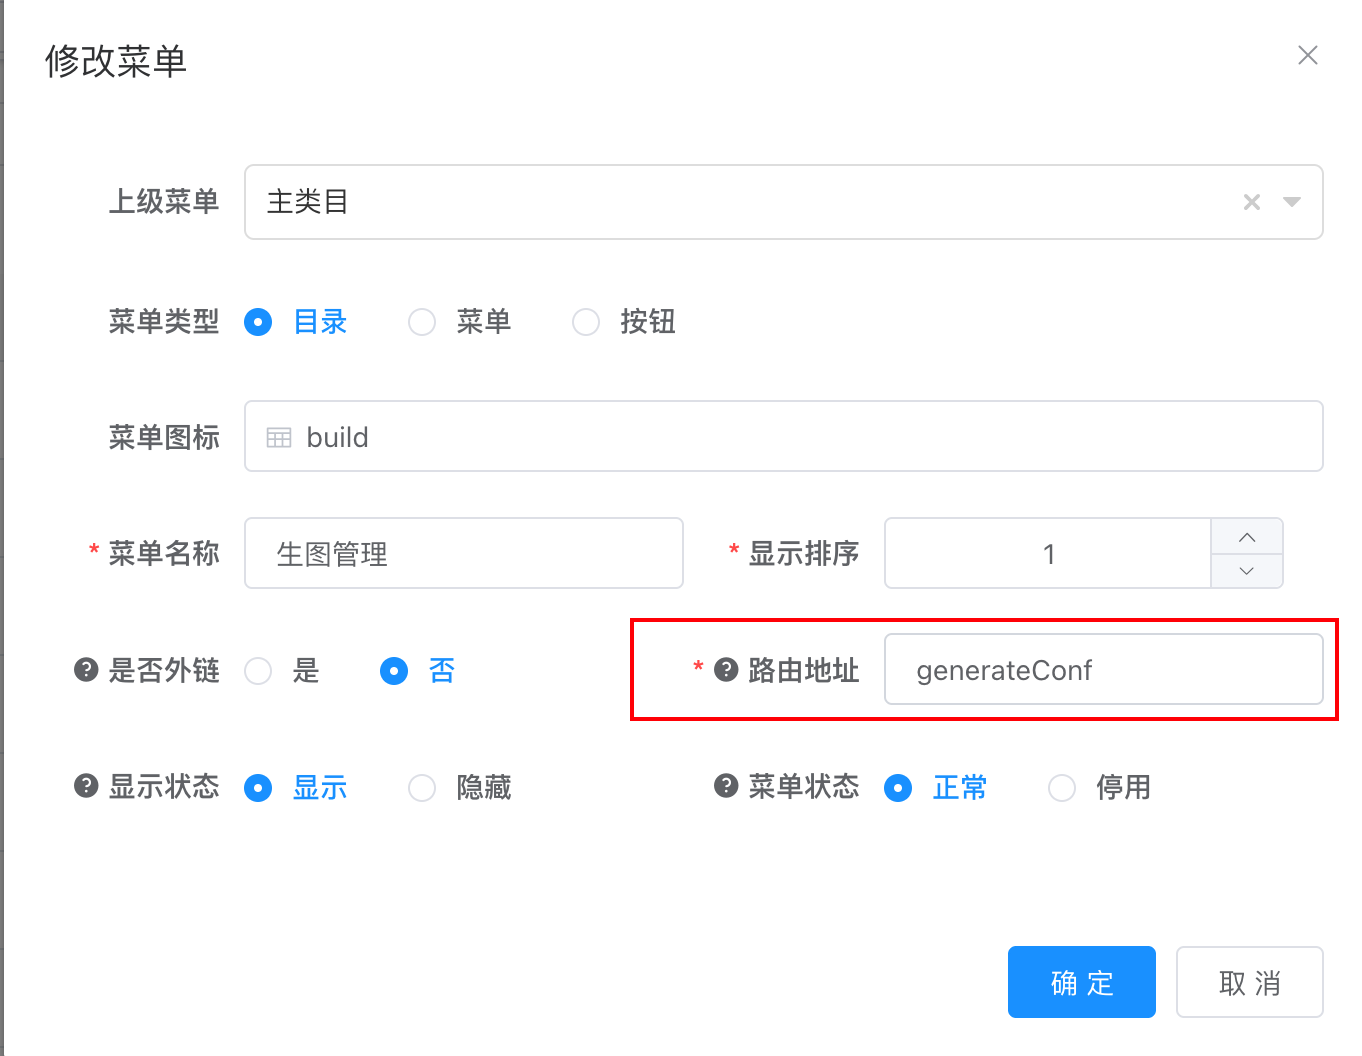 修改菜单
上级菜单 主类目
菜单类型 目录 菜单 按钮
菜单图标 build
* 菜单名称 生图管理 * 显示排序 1
? 是否外链 是 否 * ? 路由地址 generateConf
? 显示状态 显示 隐藏 ? 菜单状态 正常 停用
确 定 取 消